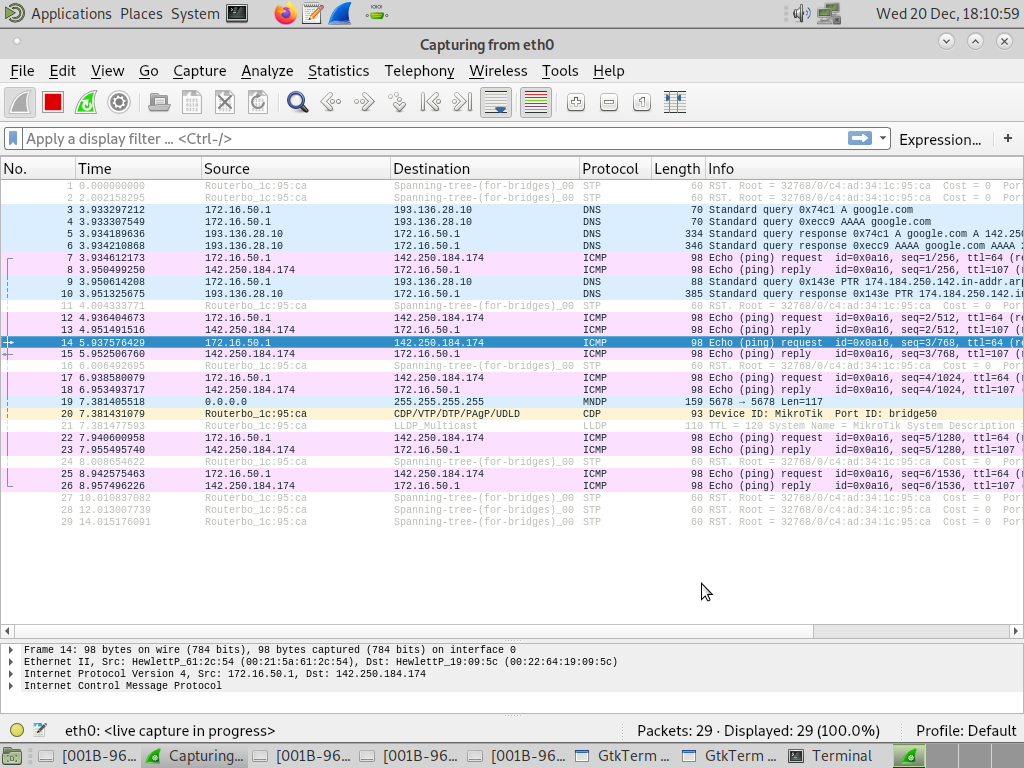 Applications Places System Wed 20 Dec, 18:10:59
Capturing from eth0
File Edit View Go Capture Analyze Statistics Telephony Wireless Tools Help
Apply a display filter ... <Ctrl-/> Expression... +
No. Time Source Destination Protocol Length Info
1 0.000000000 Routerbo_1c:95:ca Spanning-tree-(for-bridges)_00 STP 60 RST. Root = 32768/0/c4:ad:34:1c:95:ca Cost = 0 Por
2 2.002158295 Routerbo_1c:95:ca Spanning-tree-(for-bridges)_00 STP 60 RST. Root = 32768/0/c4:ad:34:1c:95:ca Cost = 0 Por
3 3.933297212 172.16.50.1 193.136.28.10 DNS 70 Standard query 0x74c1 A google.com
4 3.933307549 172.16.50.1 193.136.28.10 DNS 70 Standard query 0xecc9 AAAA google.com
5 3.934189636 193.136.28.10 172.16.50.1 DNS 334 Standard query response 0x74c1 A google.com A 142.250
6 3.934210868 193.136.28.10 172.16.50.1 DNS 346 Standard query response 0xecc9 AAAA google.com AAAA 2
7 3.934612173 172.16.50.1 142.250.184.174 ICMP 98 Echo (ping) request id=0x0a16, seq=1/256, ttl=64 (re
8 3.950499250 142.250.184.174 172.16.50.1 ICMP 98 Echo (ping) reply id=0x0a16, seq=1/256, ttl=107 (
9 3.950614208 172.16.50.1 193.136.28.10 DNS 88 Standard query 0x143e PTR 174.184.250.142.in-addr.arp
10 3.951325675 193.136.28.10 172.16.50.1 DNS 385 Standard query response 0x143e PTR 174.184.250.142.in
11 4.004333771 Routerbo_1c:95:ca Spanning-tree-(for-bridges)_00 STP 60 RST. Root = 32768/0/c4:ad:34:1c:95:ca Cost = 0 Por
12 4.936404673 172.16.50.1 142.250.184.174 ICMP 98 Echo (ping) request id=0x0a16, seq=2/512, ttl=64 (re
13 4.951491516 142.250.184.174 172.16.50.1 ICMP 98 Echo (ping) reply id=0x0a16, seq=2/512, ttl=107 (
14 5.937576429 172.16.50.1 142.250.184.174 ICMP 98 Echo (ping) request id=0x0a16, seq=3/768, ttl=64 (re
15 5.952506760 142.250.184.174 172.16.50.1 ICMP 98 Echo (ping) reply id=0x0a16, seq=3/768, ttl=107 (
16 6.006492695 Routerbo_1c:95:ca Spanning-tree-(for-bridges)_00 STP 60 RST. Root = 32768/0/c4:ad:34:1c:95:ca Cost = 0 Por
17 6.938580079 172.16.50.1 142.250.184.174 ICMP 98 Echo (ping) request id=0x0a16, seq=4/1024, ttl=64 (r
18 6.953493717 142.250.184.174 172.16.50.1 ICMP 98 Echo (ping) reply id=0x0a16, seq=4/1024, ttl=107
19 7.381405518 0.0.0.0 255.255.255.255 MNDP 159 5678 → 5678 Len=117
20 7.381431079 Routerbo_1c:95:ca CDP/VTP/DTP/PAgP/UDLD CDP 93 Device ID: MikroTik Port ID: bridge50
21 7.381477593 Routerbo_1c:95:ca LLDP_Multicast LLDP 110 TTL = 120 System Name = MikroTik System Description =
22 7.940600958 172.16.50.1 142.250.184.174 ICMP 98 Echo (ping) request id=0x0a16, seq=5/1280, ttl=64 (r
23 7.955495740 142.250.184.174 172.16.50.1 ICMP 98 Echo (ping) reply id=0x0a16, seq=5/1280, ttl=107
24 8.008654622 Routerbo_1c:95:ca Spanning-tree-(for-bridges)_00 STP 60 RST. Root = 32768/0/c4:ad:34:1c:95:ca Cost = 0 Por
25 8.942575463 172.16.50.1 142.250.184.174 ICMP 98 Echo (ping) request id=0x0a16, seq=6/1536, ttl=64 (r
26 8.957496226 142.250.184.174 172.16.50.1 ICMP 98 Echo (ping) reply id=0x0a16, seq=6/1536, ttl=107
27 10.010837082 Routerbo_1c:95:ca Spanning-tree-(for-bridges)_00 STP 60 RST. Root = 32768/0/c4:ad:34:1c:95:ca Cost = 0 Por
28 12.013007739 Routerbo_1c:95:ca Spanning-tree-(for-bridges)_00 STP 60 RST. Root = 32768/0/c4:ad:34:1c:95:ca Cost = 0 Por
29 14.015176091 Routerbo_1c:95:ca Spanning-tree-(for-bridges)_00 STP 60 RST. Root = 32768/0/c4:ad:34:1c:95:ca Cost = 0 Por
Frame 14: 98 bytes on wire (784 bits), 98 bytes captured (784 bits) on interface 0
Ethernet II, Src: HewlettP_61:2c:54 (00:21:5a:61:2c:54), Dst: HewlettP_19:09:5c (00:22:64:19:09:5c)
Internet Protocol Version 4, Src: 172.16.50.1, Dst: 142.250.184.174
Internet Control Message Protocol
eth0: <live capture in progress> Packets: 29 · Displayed: 29 (100.0%) Profile: Default
[001B-96... Capturing... [001B-96... [001B-96... [001B-96... GtkTerm ... GtkTerm ... Terminal